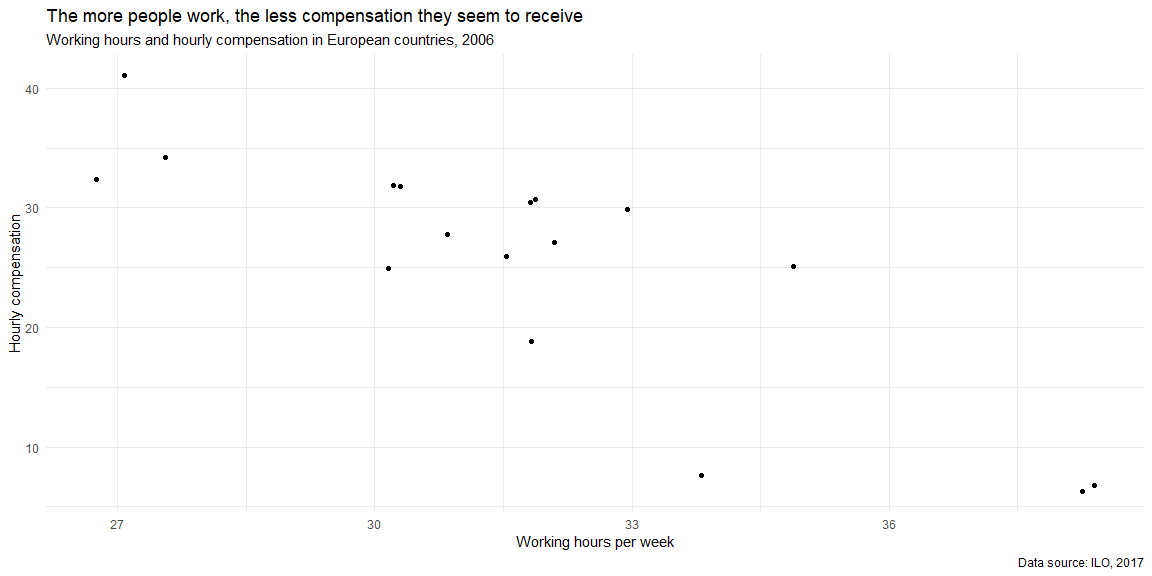 The more people work, the less compensation they seem to receive
Working hours and hourly compensation in European countries, 2006
40
30
20
10
Hourly compensation
27
30
33
36
Working hours per week
Data source: ILO, 2017